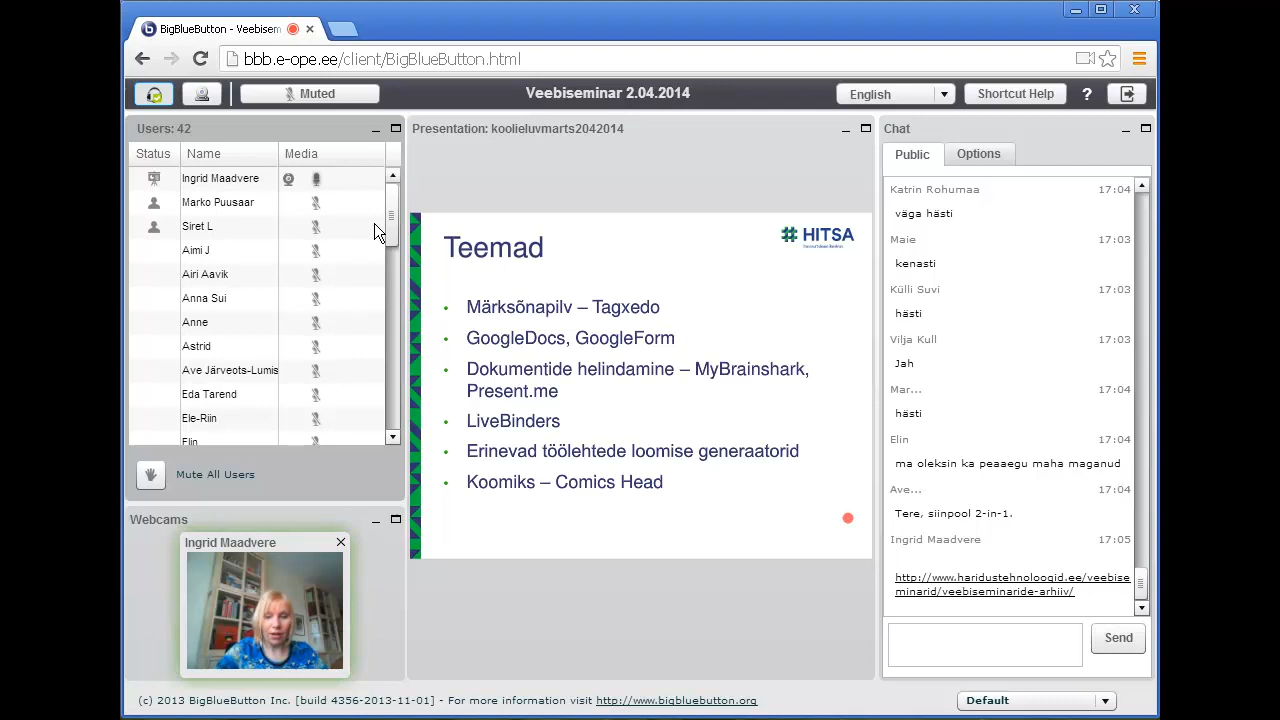 BigBlueButton - Veebisem
bbb.e-ope.ee/client/BigBlueButton.html
Muted
Veebiseminar 2.04.2014
English
Shortcut Help
?
Users: 42
Status Name Media
Ingrid Maadvere
Marko Puusaar
Siret L
Aimi J
Airi Aavik
Anna Sui
Anne
Astrid
Ave Järveots-Lumis
Eda Tarend
Ele-Riin
Elin
Mute All Users
Webcams
Ingrid Maadvere
Presentation: koolieluvmarts2042014
HITSA
Teemad
• Märksõnapilv – Tagxedo
• GoogleDocs, GoogleForm
• Dokumentide helindamine – MyBrainshark,
Present.me
• LiveBinders
• Erinevad töölehtede loomise generaatorid
• Koomiks – Comics Head
Chat
Public Options
Katrin Rohumaa 17:04
väga hästi
Maie 17:03
kenasti
Külli Suvi 17:03
hästi
Vilja Kull 17:03
Jah
Mar... 17:04
hästi
Elin 17:04
ma oleksin ka peaaegu maha maganud
Ave... 17:04
Tere, siinpool 2-in-1.
Ingrid Maadvere 17:05
http://www.haridustehnoloogid.ee/veebise
minarid/veebiseminaride-arhiiv/
Send
(c) 2013 BigBlueButton Inc. [build 4356-2013-11-01] - For more information visit http://www.bigbluebutton.org
Default